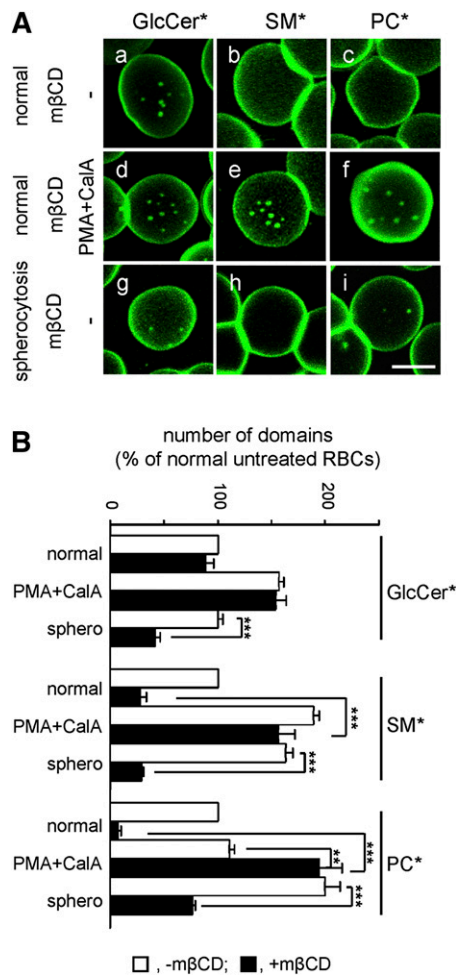 A
GlcCer* SM* PC*
normal mβCD -
a b c
normal mβCD PMA+CalA
d e f
spherocytosis mβCD -
g h i
B
number of domains
(% of normal untreated RBCs)
0 100 200
normal
PMA+CalA
sphero
***
GlcCer*
normal
PMA+CalA
sphero
***
***
SM*
normal
PMA+CalA
sphero
**
***
***
PC*
, -mβCD; , +mβCD